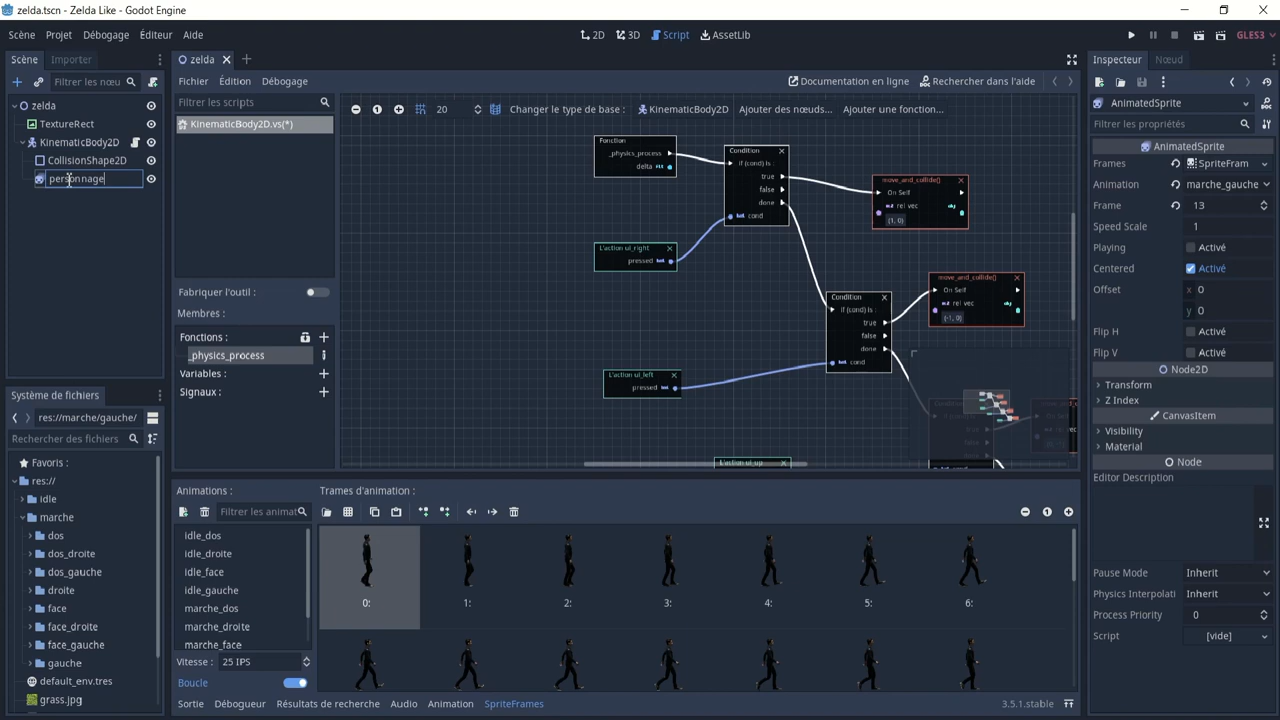 zelda.tscn - Zelda Like - Godot Engine
Scène Projet Débogage Éditeur Aide
2D 3D Script AssetLib
GLES3
Scène Importer
zelda
Inspecteur Nœud
Filtrer les nœu
Fichier Édition Débogage
Documentation en ligne Rechercher dans l'aide
zelda
TextureRect
KinematicBody2D
CollisionShape2D
personnage
Filtrer les scripts
KinematicBody2D.vs(*)
20 Changer le type de base : KinematicBody2D Ajouter des nœuds... Ajouter une fonction...
Fonction
_physics_process
delta
Condition
if (cond) is :
true
false
done
cond
move_and_collide()
On Self
rel vec
(1, 0)
L'action ui_right
pressed
Condition
if (cond) is :
true
false
done
cond
move_and_collide()
On Self
rel vec
(-1, 0)
L'action ui_left
pressed
L'action ui_up
Fabriquer l'outil :
Membres :
Fonctions :
_physics_process
Variables :
Signaux :
AnimatedSprite
Filtrer les propriétés
AnimatedSprite
Frames SpriteFram
Animation marche_gauche
Frame 13
Speed Scale 1
Playing Activé
Centered Activé
Offset x 0
y 0
Flip H Activé
Flip V Activé
Node2D
Transform
Z Index
CanvasItem
Visibility
Material
Node
Editor Description
Pause Mode Inherit
Physics Interpolati Inherit
Process Priority 0
Script [vide]
Système de fichiers
res://marche/gauche/
Rechercher des fichiers
Favoris :
res://
idle
marche
dos
dos_droite
dos_gauche
droite
face
face_droite
face_gauche
gauche
default_env.tres
grass.jpg
Animations :
Filtrer les animat
idle_dos
idle_droite
idle_face
idle_gauche
marche_dos
marche_droite
marche_face
Vitesse : 25 IPS
Boucle
Trames d'animation :
0: 1: 2: 3: 4: 5: 6:
Sortie Débogueur Résultats de recherche Audio Animation SpriteFrames
3.5.1.stable